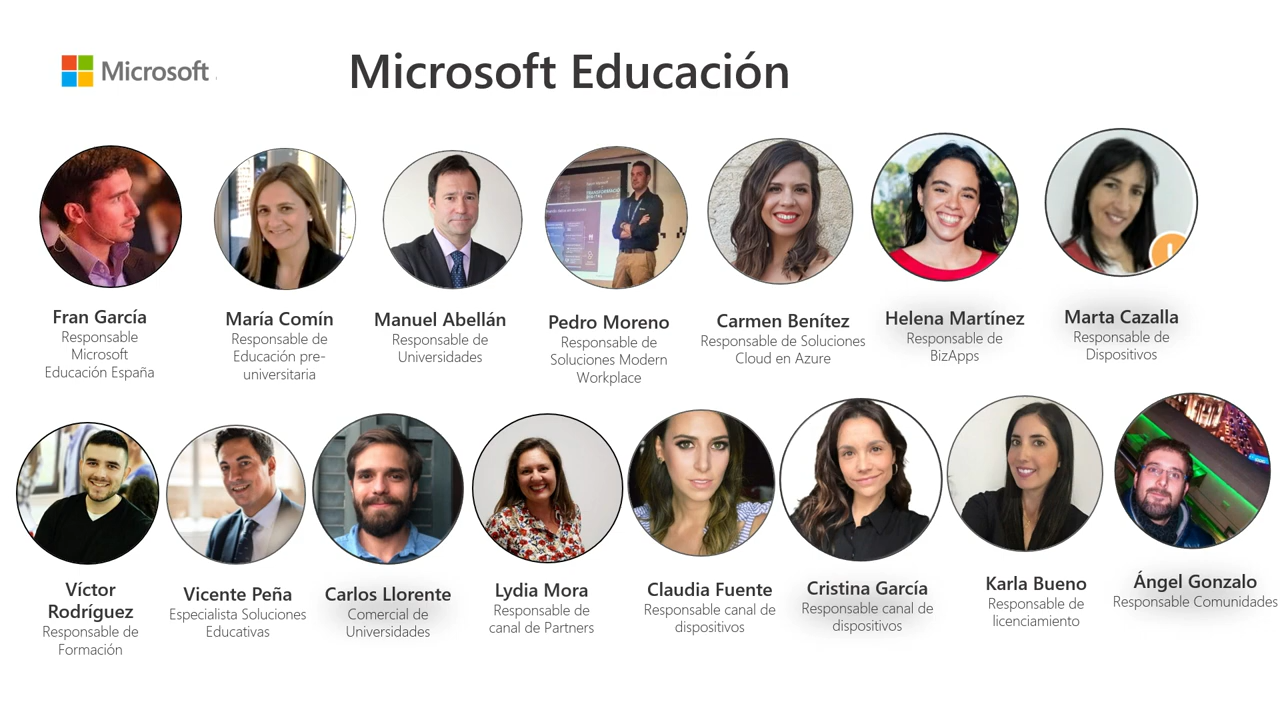 Microsoft
Microsoft Educación
Fran García
Responsable
Microsoft
Educación España
María Comín
Responsable de
Educación pre-
universitaria
Manuel Abellán
Responsable de
Universidades
Pedro Moreno
Responsable de
Soluciones Modern
Workplace
Carmen Benítez
Responsable de Soluciones
Cloud en Azure
Helena Martínez
Responsable de
BizApps
Marta Cazalla
Responsable de
Dispositivos
Víctor
Rodríguez
Responsable de
Formación
Vicente Peña
Especialista Soluciones
Educativas
Carlos Llorente
Comercial de
Universidades
Lydia Mora
Responsable de
canal de Partners
Claudia Fuente
Responsable canal de
dispositivos
Cristina García
Responsable canal de
dispositivos
Karla Bueno
Responsable de
licenciamiento
Ángel Gonzalo
Responsable Comunidades